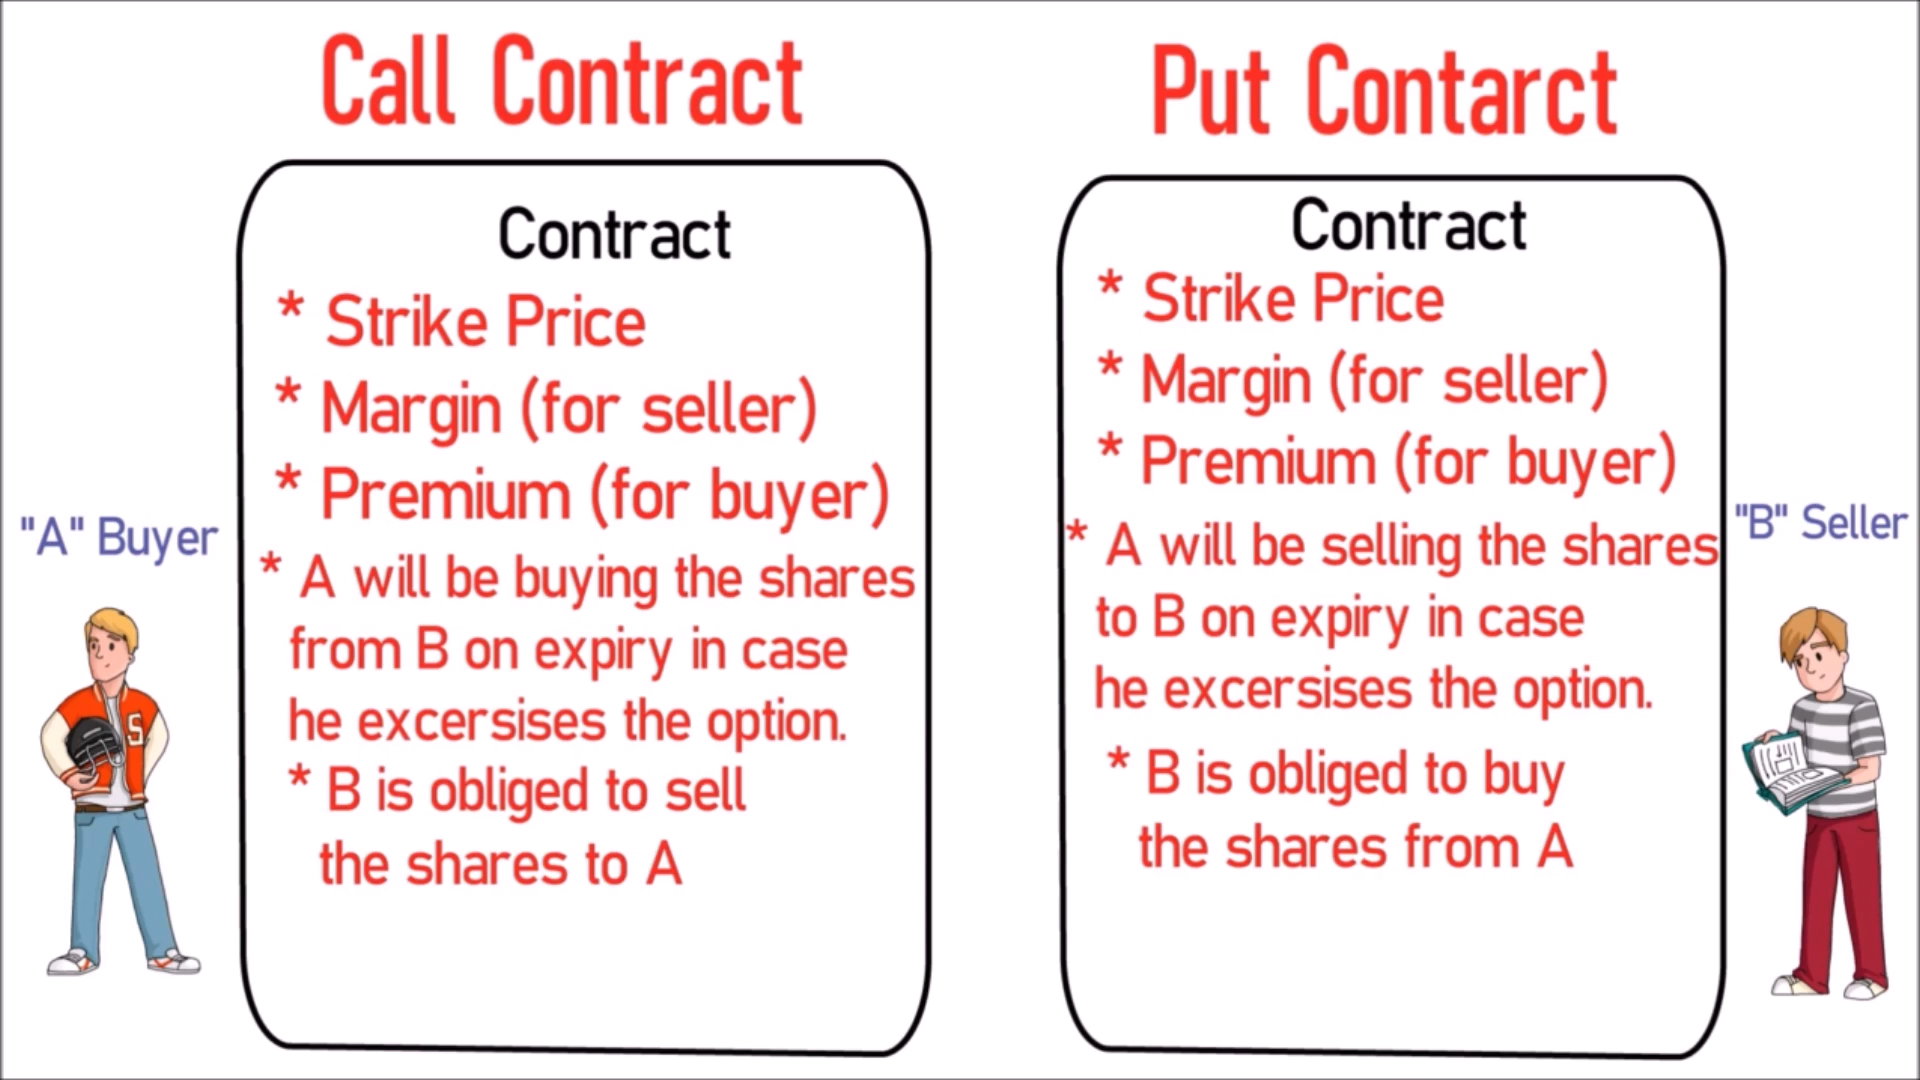 Call Contract
Contract
* Strike Price
* Margin (for seller)
* Premium (for buyer)
* A will be buying the shares
from B on expiry in case
he excersises the option.
* B is obliged to sell
the shares to A
"A" Buyer
S
Put Contarct
Contract
* Strike Price
* Margin (for seller)
* Premium (for buyer)
* A will be selling the shares
to B on expiry in case
he excersises the option.
* B is obliged to buy
the shares from A
"B" Seller